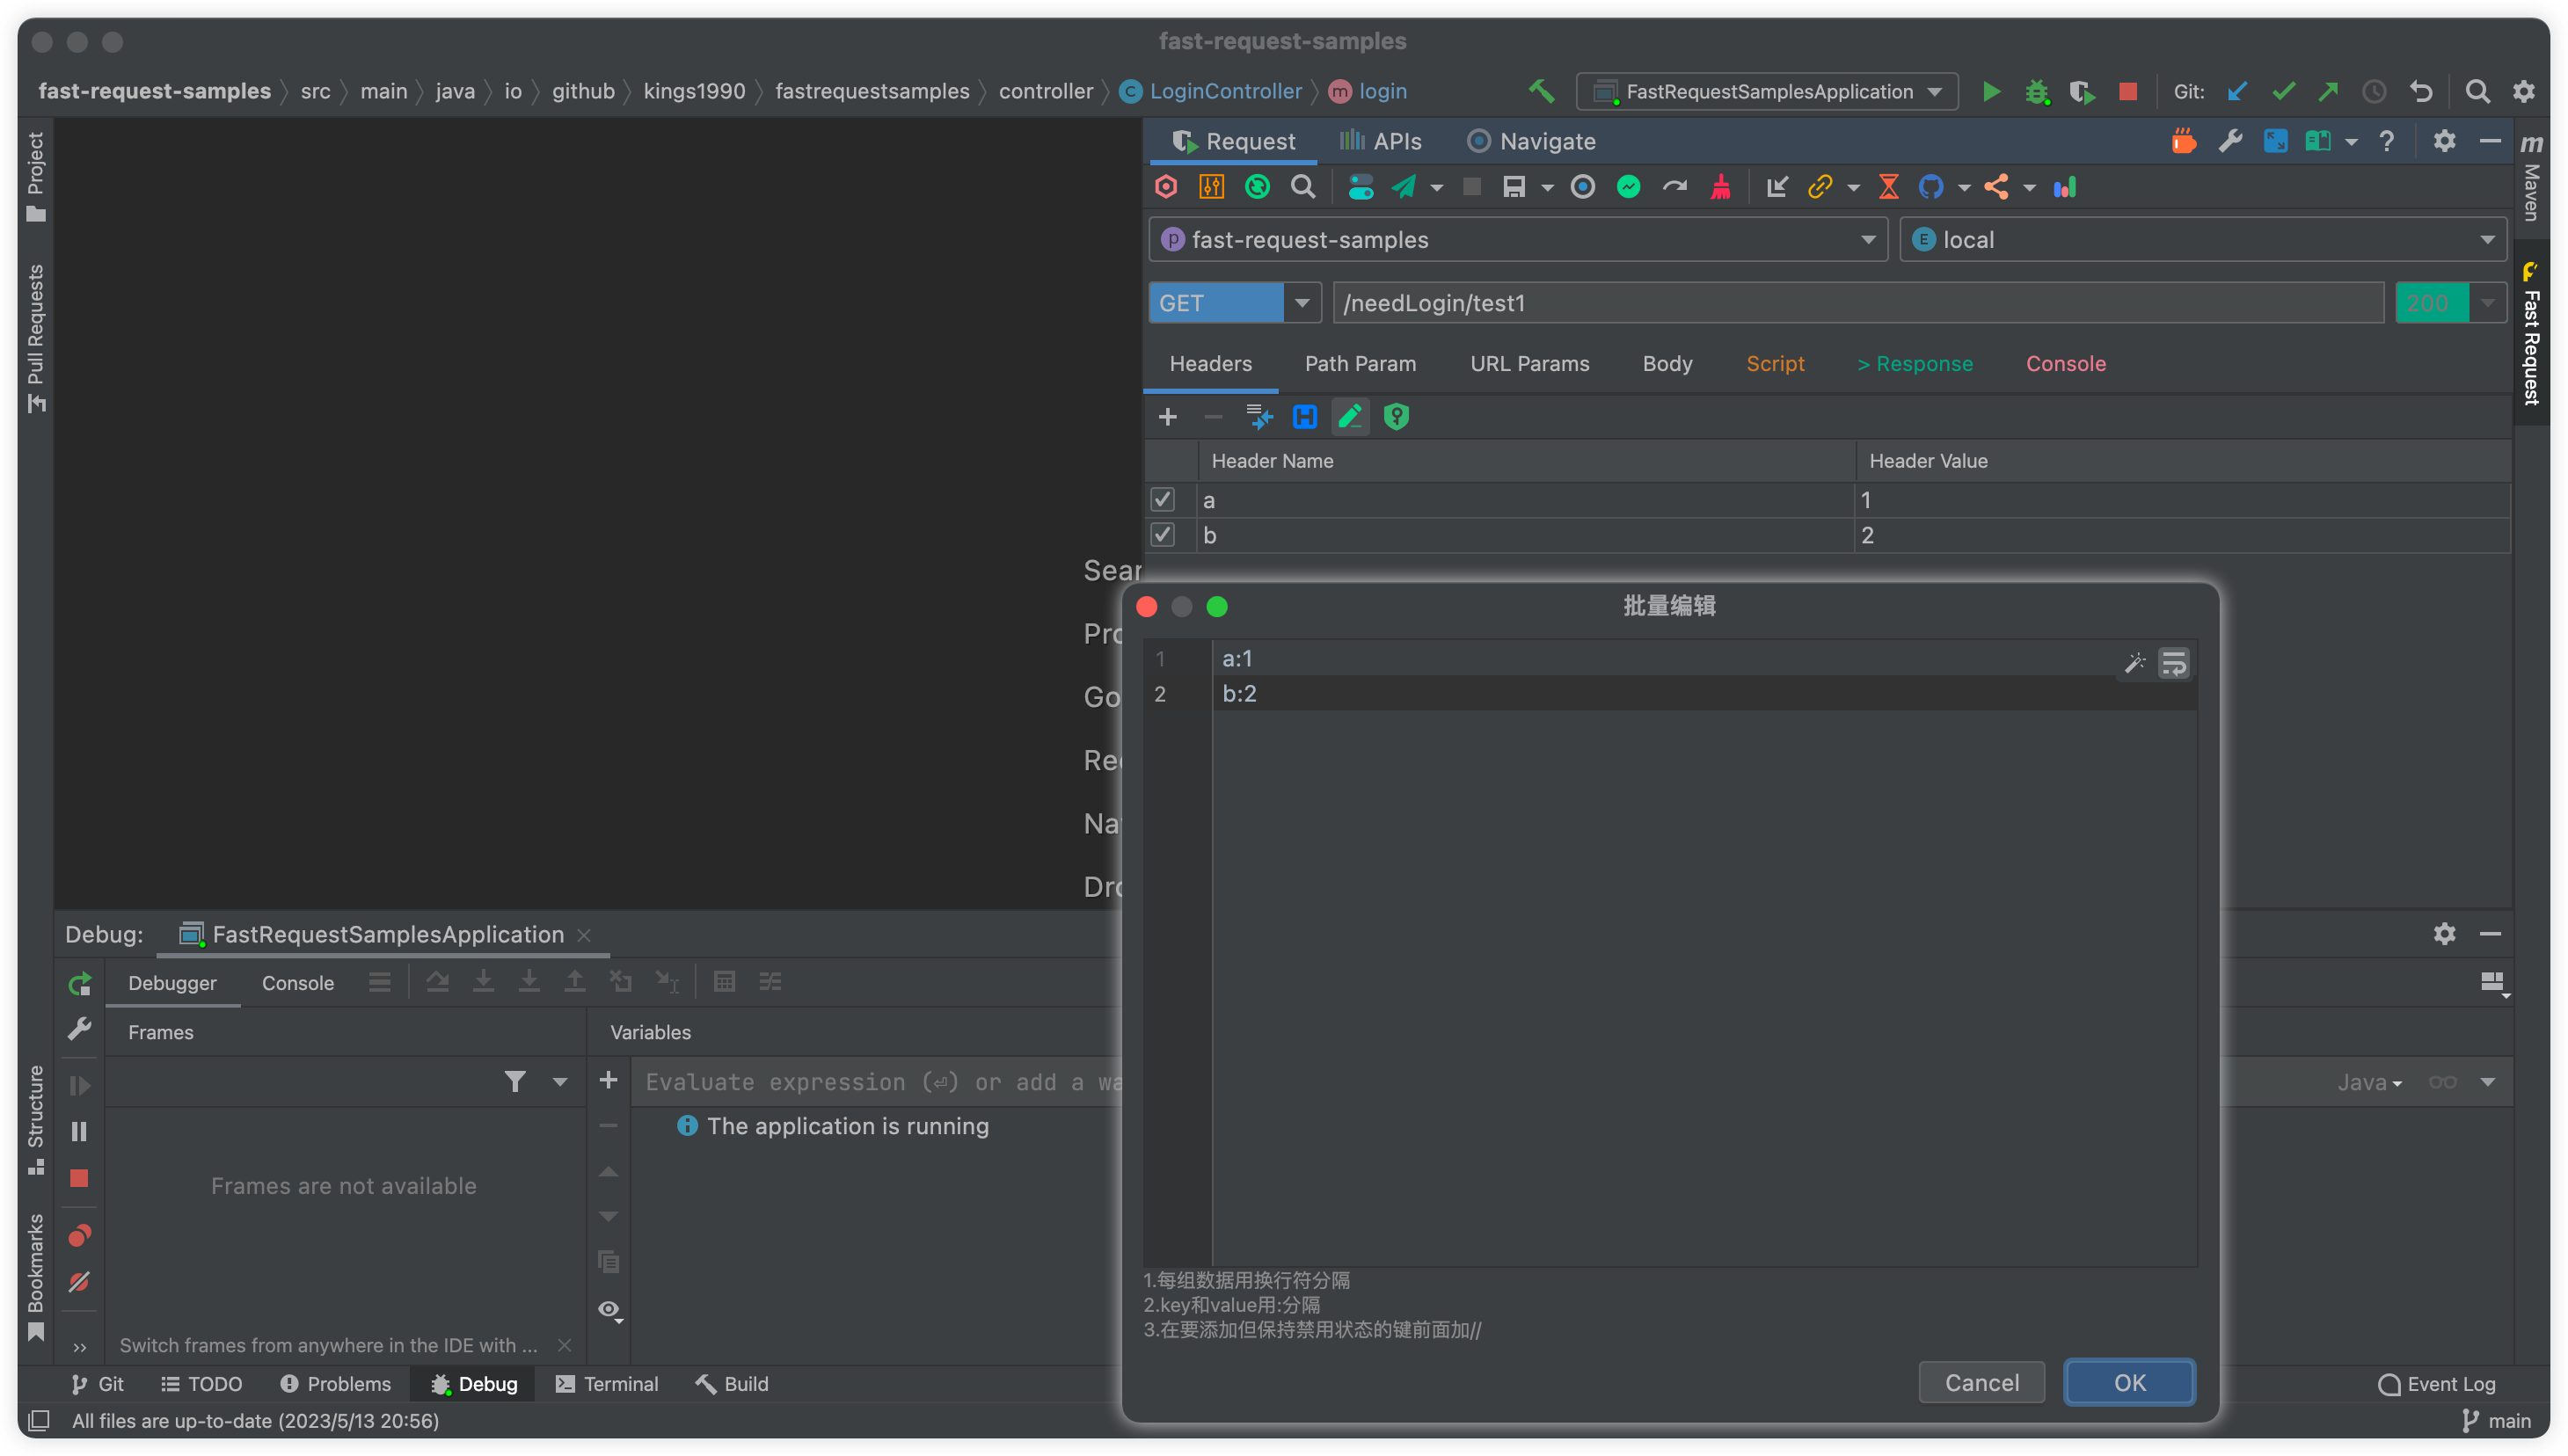 fast-request-samples
fast-request-samples src main java io github kings1990 fastrequestsamples controller LoginController login
FastRequestSamplesApplication
Git:
Project
Pull Requests
Structure
Bookmarks
Request APIs Navigate
fast-request-samples
local
GET
/needLogin/test1
200
Headers Path Param URL Params Body Script > Response Console
Header Name Header Value
a 1
b 2
m
Maven
Fast Request
Sear
Pro
Go
Rec
Nav
Dro
批量编辑
1 a:1
2 b:2
1.每组数据用换行符分隔
2.key和value用:分隔
3.在要添加但保持禁用状态的键前面加//
Cancel OK
Debug: FastRequestSamplesApplication
Debugger Console
Frames Variables
Evaluate expression (⏎) or add a wa
Java
The application is running
Frames are not available
Switch frames from anywhere in the IDE with ...
Git TODO Problems Debug Terminal Build
Event Log
All files are up-to-date (2023/5/13 20:56)
main